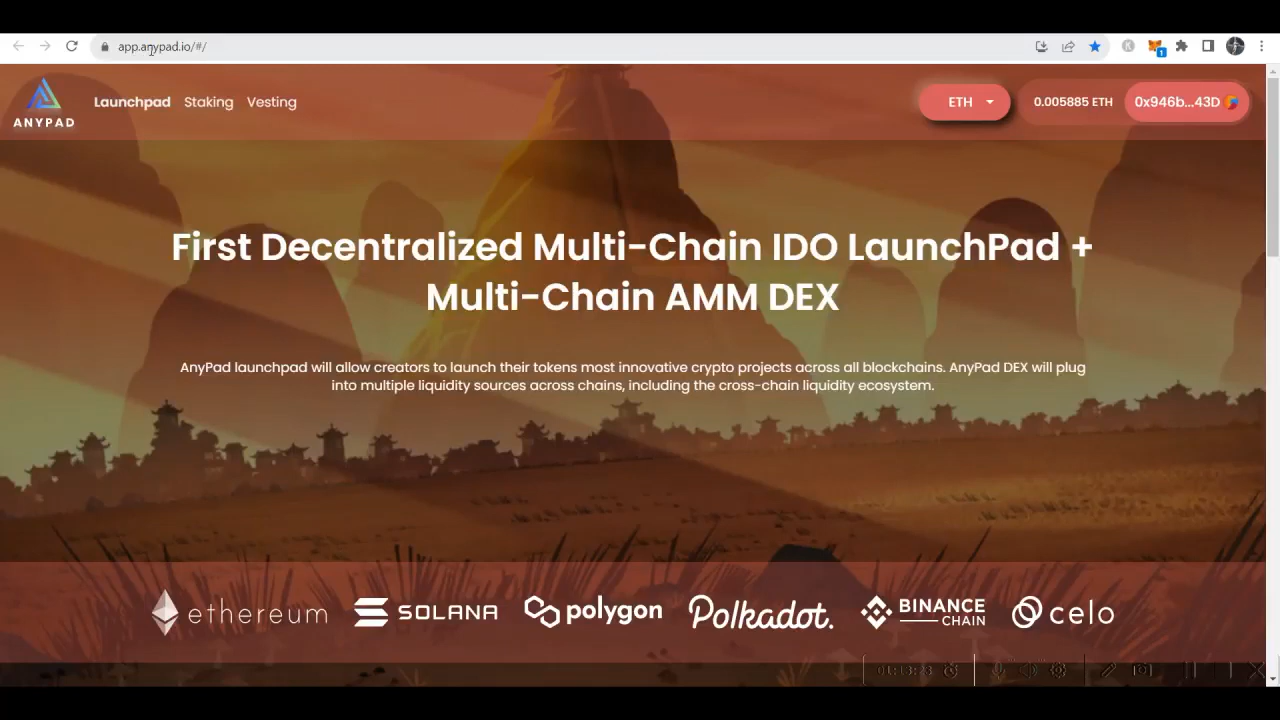 app.anypad.io/#/
1
ANYPAD
Launchpad Staking Vesting
ETH
0.005885 ETH
0x946b...43D
First Decentralized Multi-Chain IDO LaunchPad +
Multi-Chain AMM DEX
AnyPad launchpad will allow creators to launch their tokens most innovative crypto projects across all blockchains. AnyPad DEX will plug
into multiple liquidity sources across chains, including the cross-chain liquidity ecosystem.
ethereum
SOLANA
polygon
Polkadot.
BINANCE
CHAIN
celo